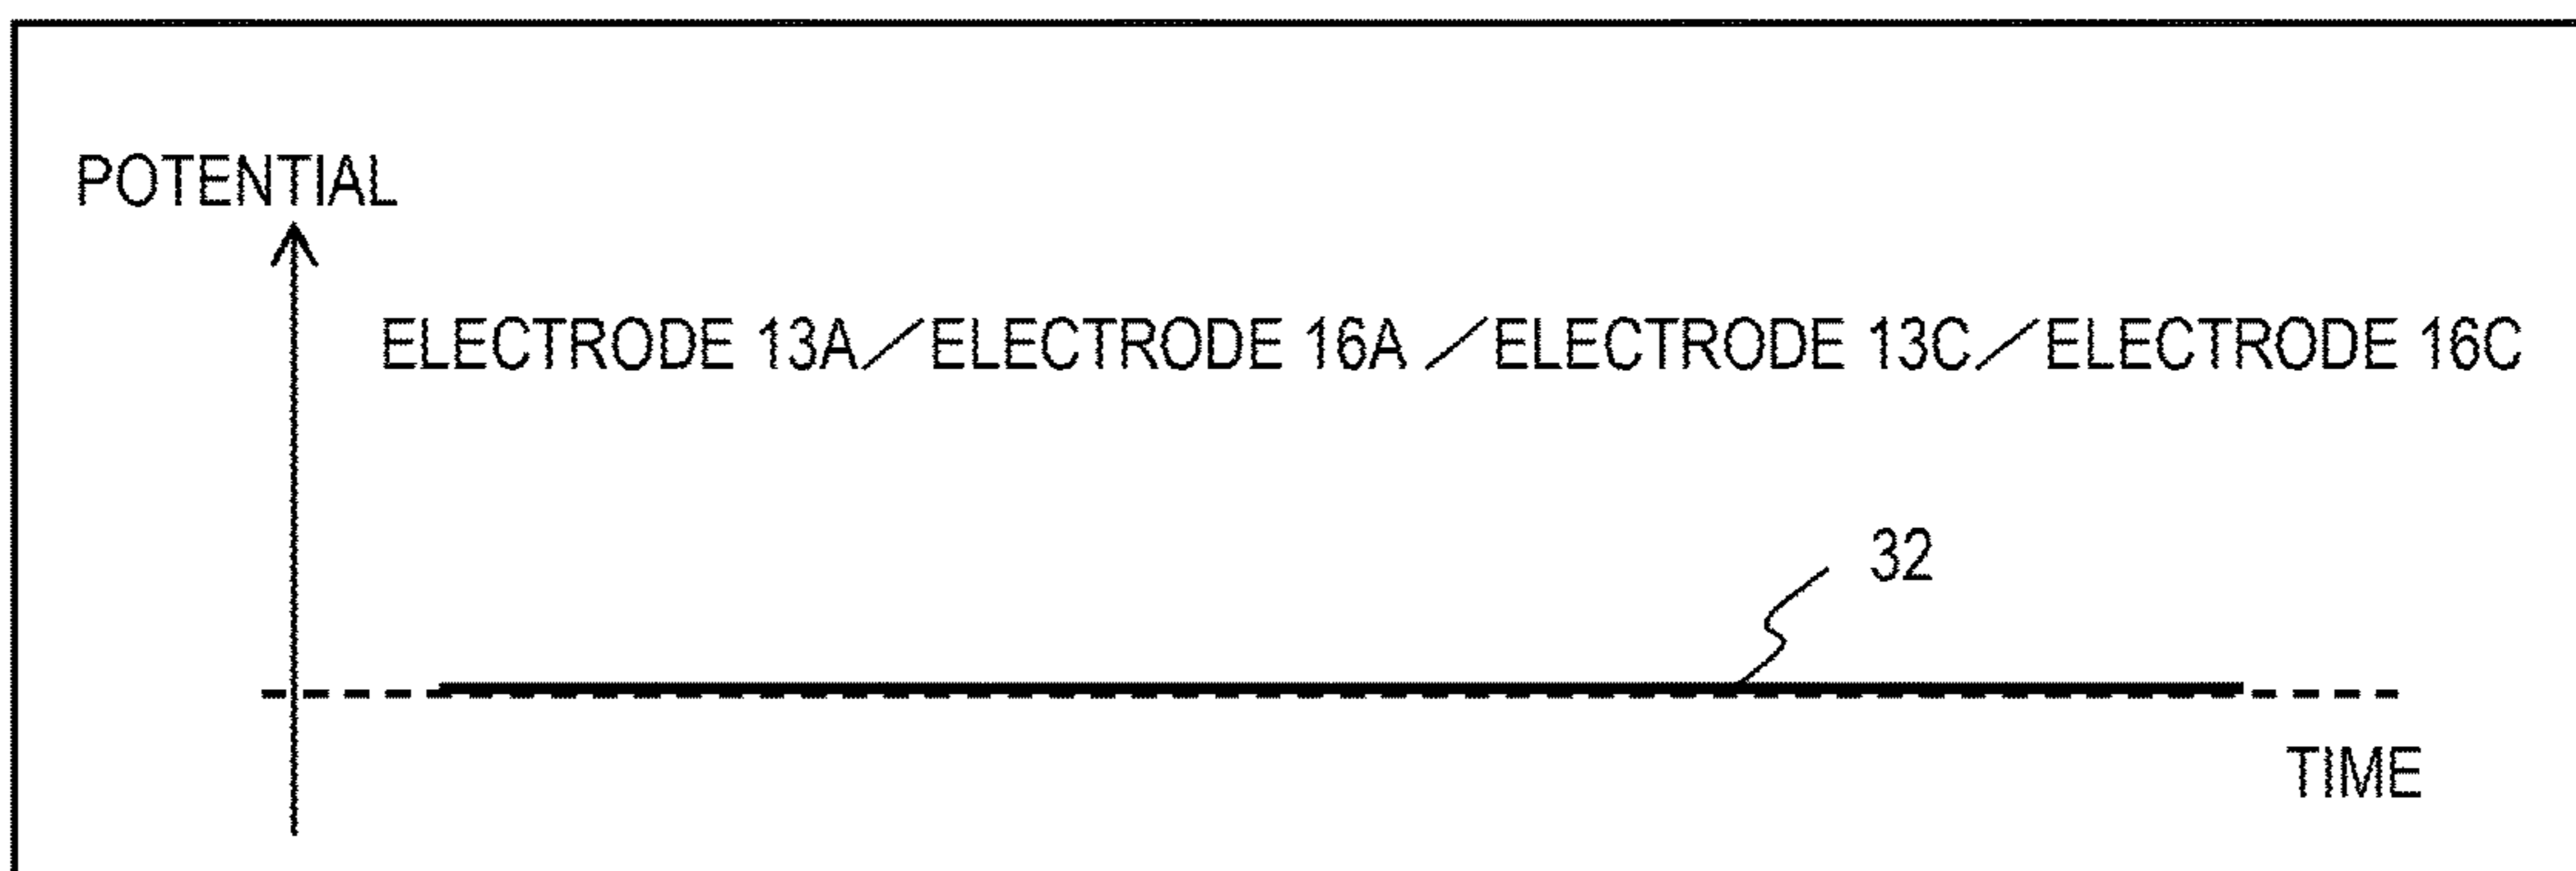 POTENTIAL
ELECTRODE 13A/ELECTRODE 16A/ELECTRODE 13C/ELECTRODE 16C
32
TIME